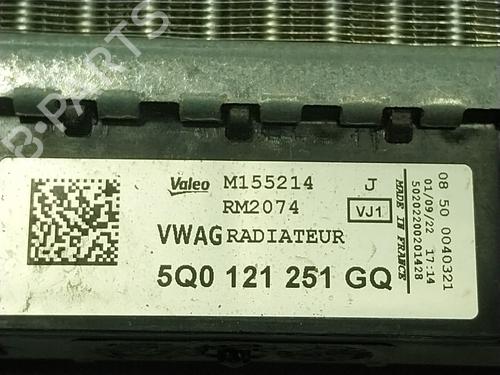 B-PARTS
Valeo M155214 J
RM2074 VJ1
VWAG RADIATEUR
5Q0 121 251 GQ
MADE IN FRANCE
50202200201428
01/09/22 17:14
08 50 0040321